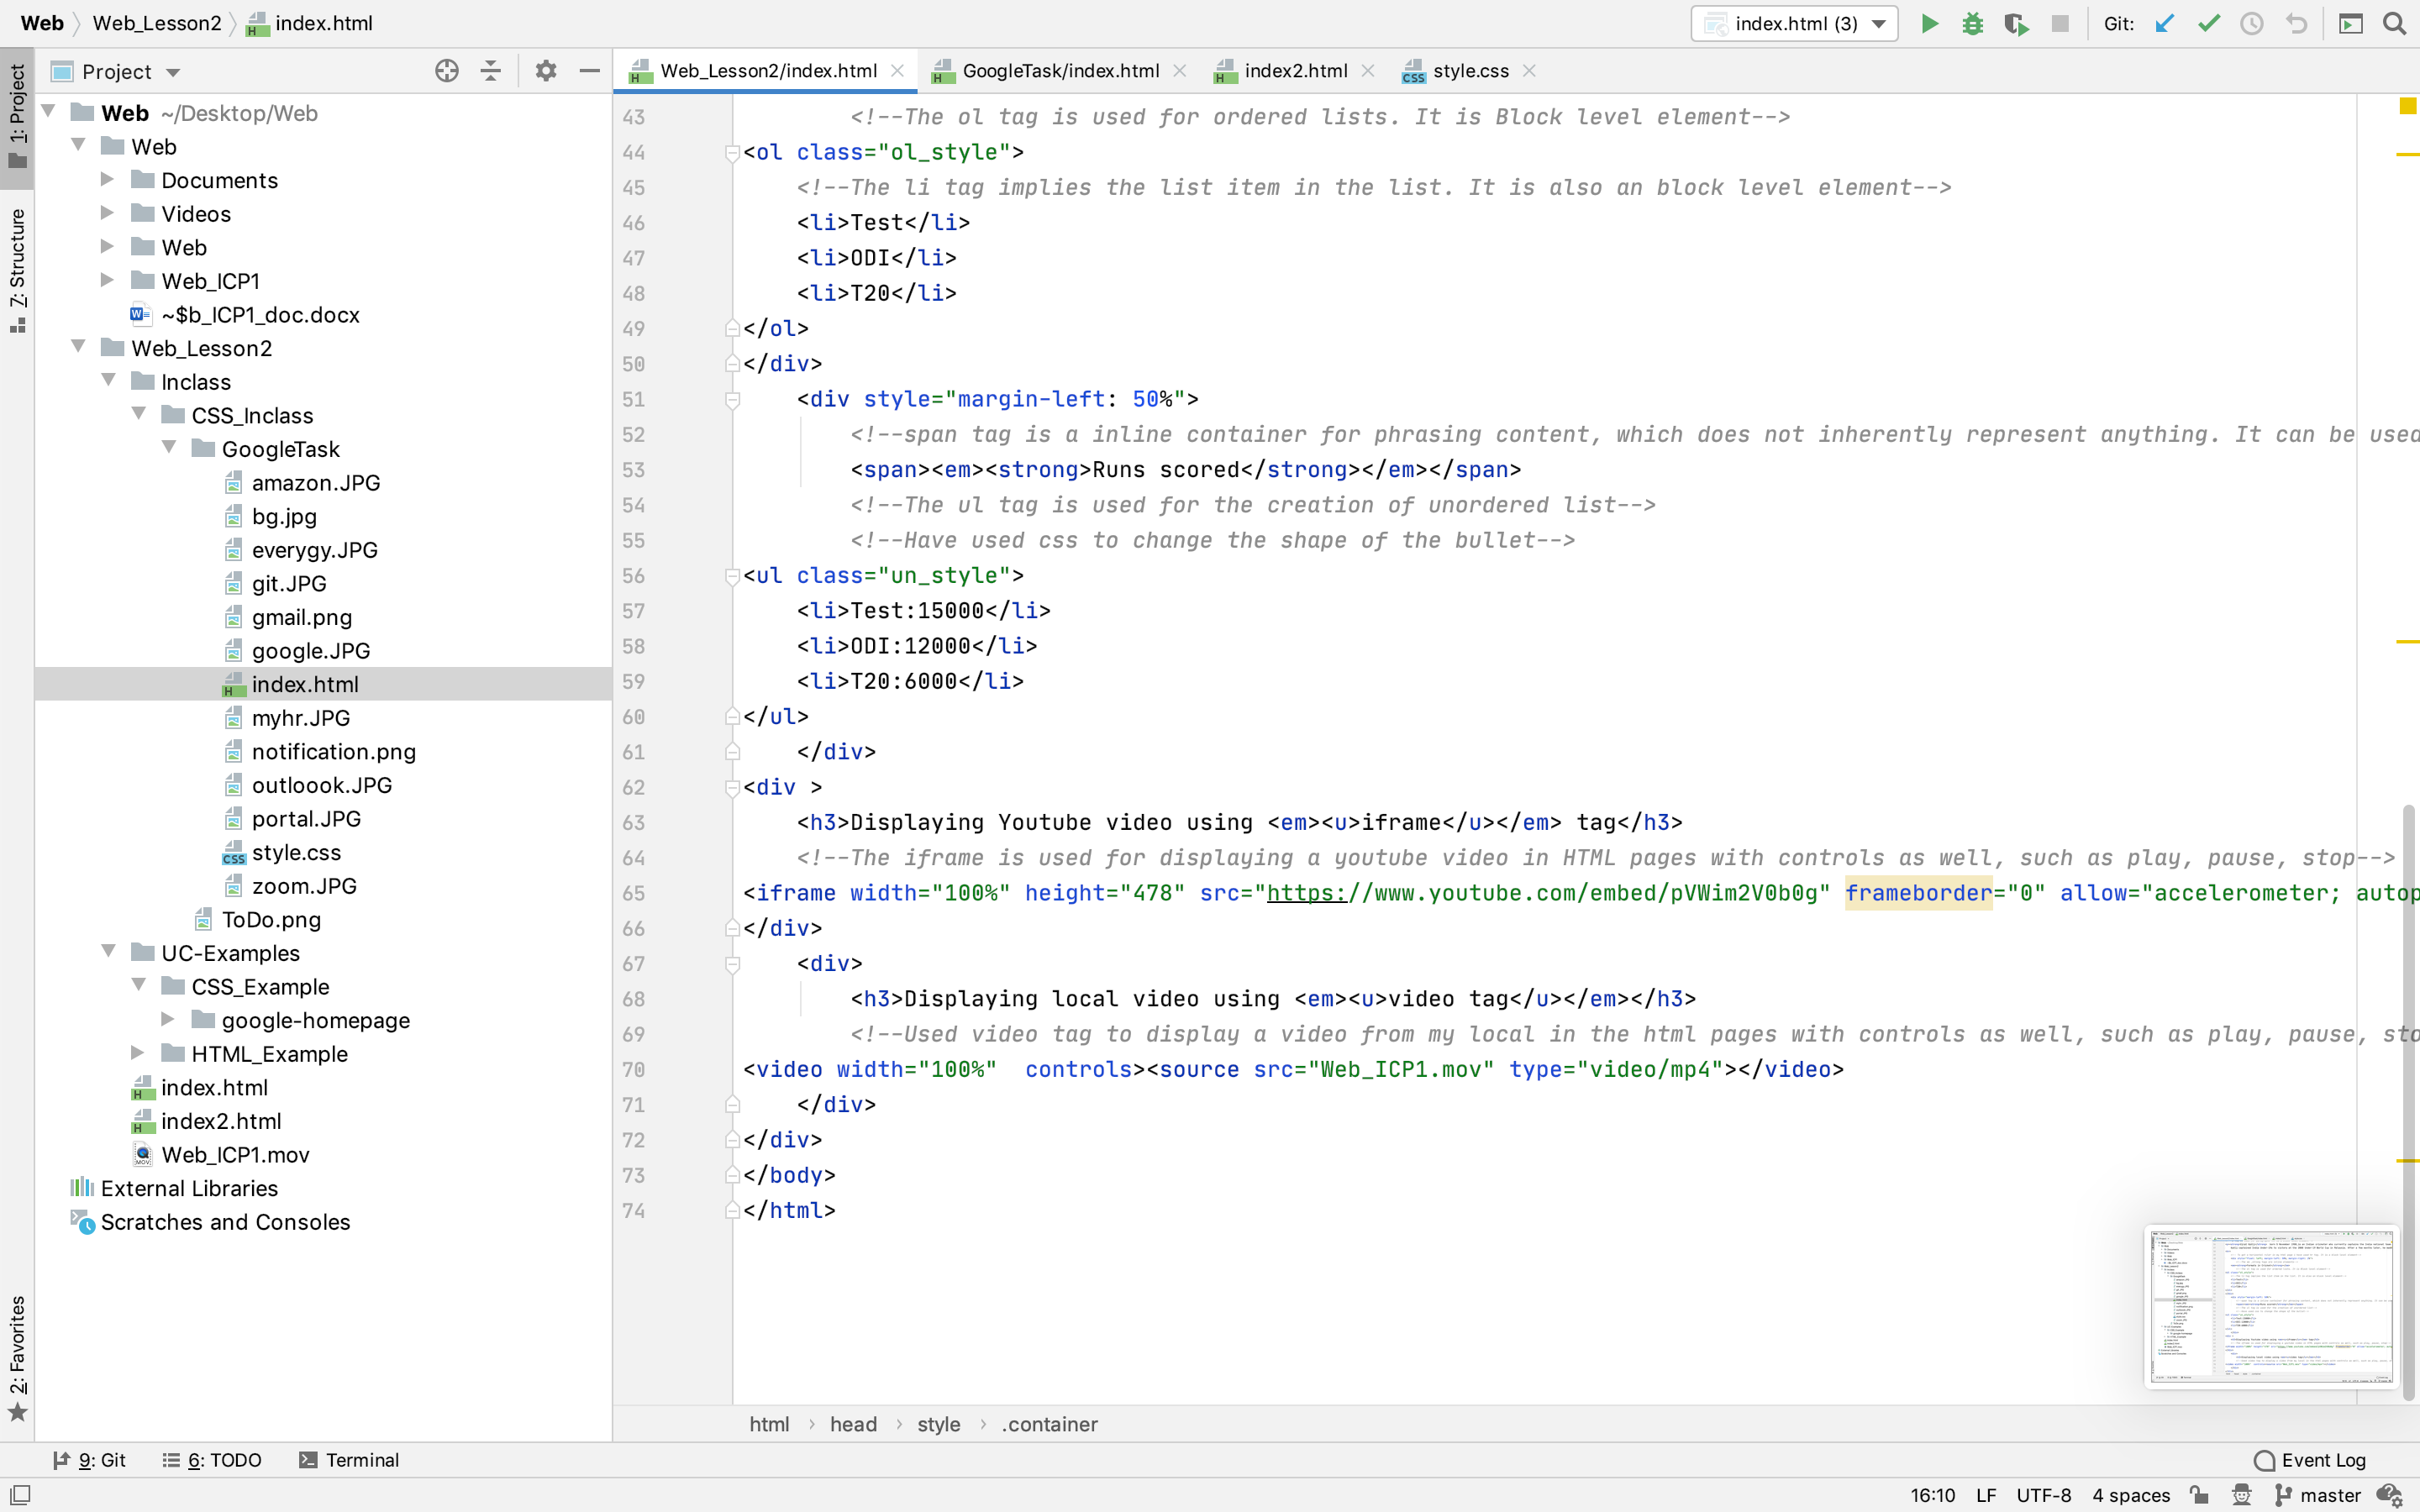 Web Web_Lesson2 index.html
index.html (3) Git:
1: Project
7: Structure
2: Favorites
Project
Web ~/Desktop/Web
Web
Documents
Videos
Web
Web_ICP1
~$b_ICP1_doc.docx
Web_Lesson2
Inclass
CSS_Inclass
GoogleTask
amazon.JPG
bg.jpg
everygy.JPG
git.JPG
gmail.png
google.JPG
index.html
myhr.JPG
notification.png
outloook.JPG
portal.JPG
style.css
zoom.JPG
ToDo.png
UC-Examples
CSS_Example
google-homepage
HTML_Example
index.html
index2.html
Web_ICP1.mov
External Libraries
Scratches and Consoles
Web_Lesson2/index.html GoogleTask/index.html index2.html style.css
43 <!--The ol tag is used for ordered lists. It is Block level element-->
44 <ol class="ol_style">
45 <!--The li tag implies the list item in the list. It is also an block level element-->
46 <li>Test</li>
47 <li>ODI</li>
48 <li>T20</li>
49 </ol>
50 </div>
51 <div style="margin-left: 50%">
52 <!--span tag is a inline container for phrasing content, which does not inherently represent anything. It can be used
53 <span><em><strong>Runs scored</strong></em></span>
54 <!--The ul tag is used for the creation of unordered list-->
55 <!--Have used css to change the shape of the bullet-->
56 <ul class="un_style">
57 <li>Test:15000</li>
58 <li>ODI:12000</li>
59 <li>T20:6000</li>
60 </ul>
61 </div>
62 <div >
63 <h3>Displaying Youtube video using <em><u>iframe</u></em> tag</h3>
64 <!--The iframe is used for displaying a youtube video in HTML pages with controls as well, such as play, pause, stop-->
65 <iframe width="100%" height="478" src="https://www.youtube.com/embed/pVWim2V0b0g" frameborder="0" allow="accelerometer; autop
66 </div>
67 <div>
68 <h3>Displaying local video using <em><u>video tag</u></em></h3>
69 <!--Used video tag to display a video from my local in the html pages with controls as well, such as play, pause, sto
70 <video width="100%"  controls><source src="Web_ICP1.mov" type="video/mp4"></video>
71 </div>
72 </div>
73 </body>
74 </html>
html head style .container
9: Git 6: TODO Terminal Event Log
16:10 LF UTF-8 4 spaces master